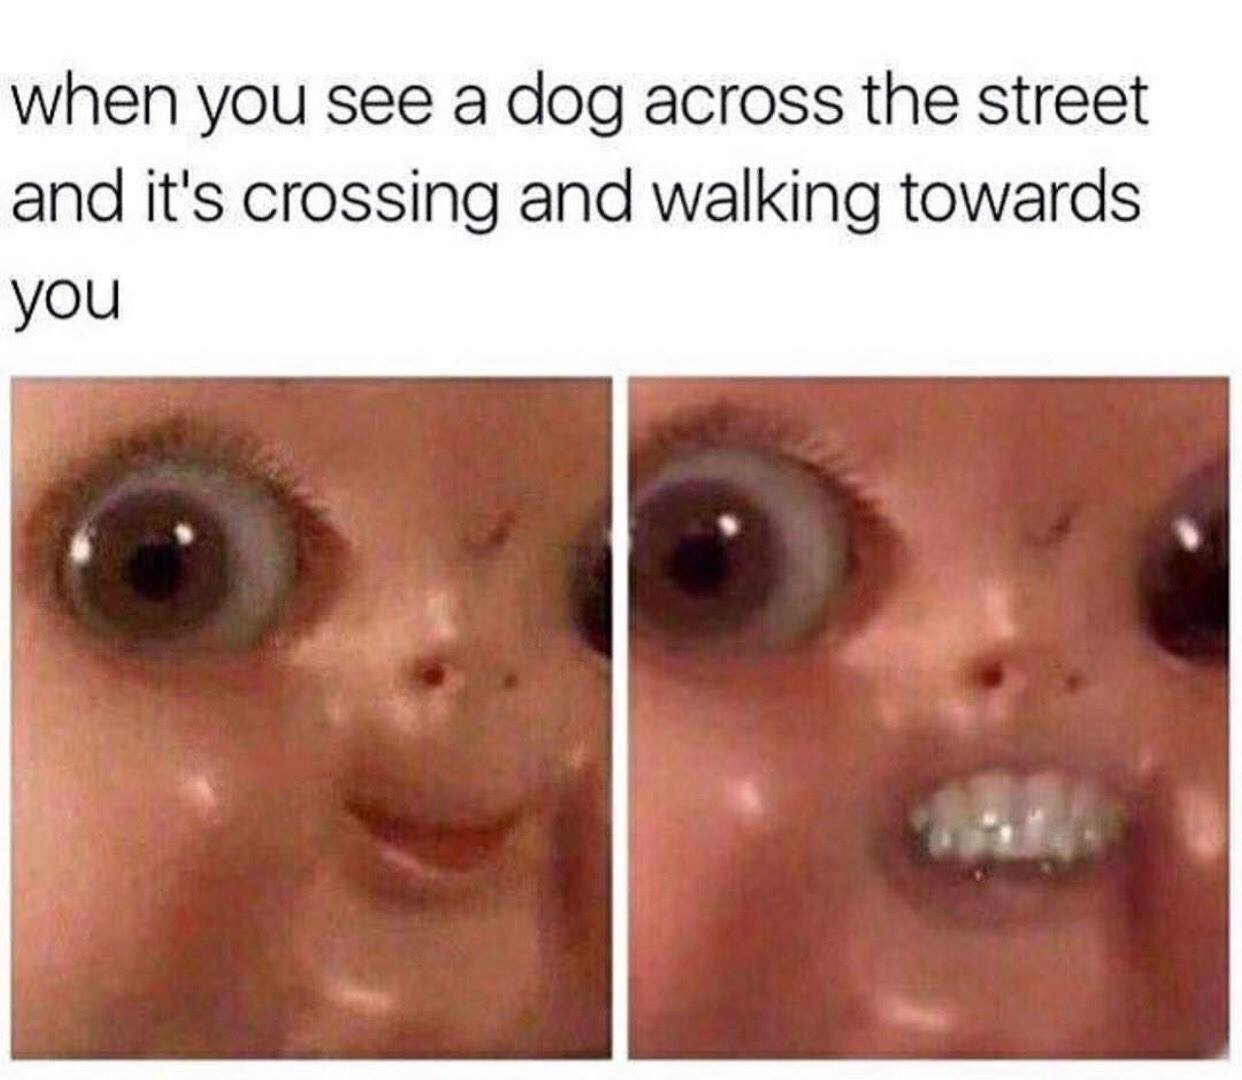 when you see a dog across the street
and it's crossing and walking towards
you